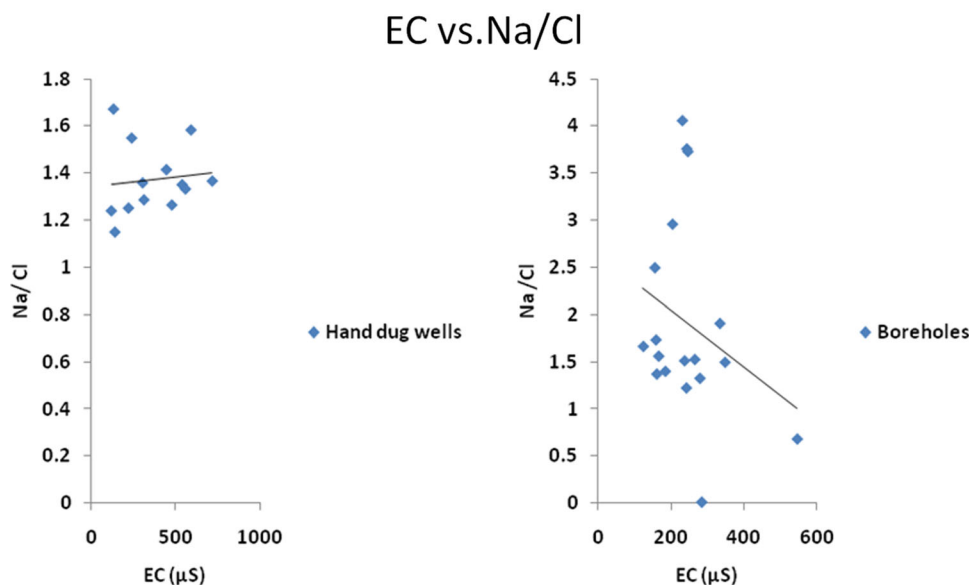 EC vs.Na/Cl
1.8
1.6
1.4
1.2
1
0.8
0.6
0.4
0.2
0
Na/ Cl
0 500 1000
EC (µS)
Hand dug wells
4.5
4
3.5
3
2.5
2
1.5
1
0.5
0
Na /Cl
0 200 400 600
EC (µS)
Boreholes